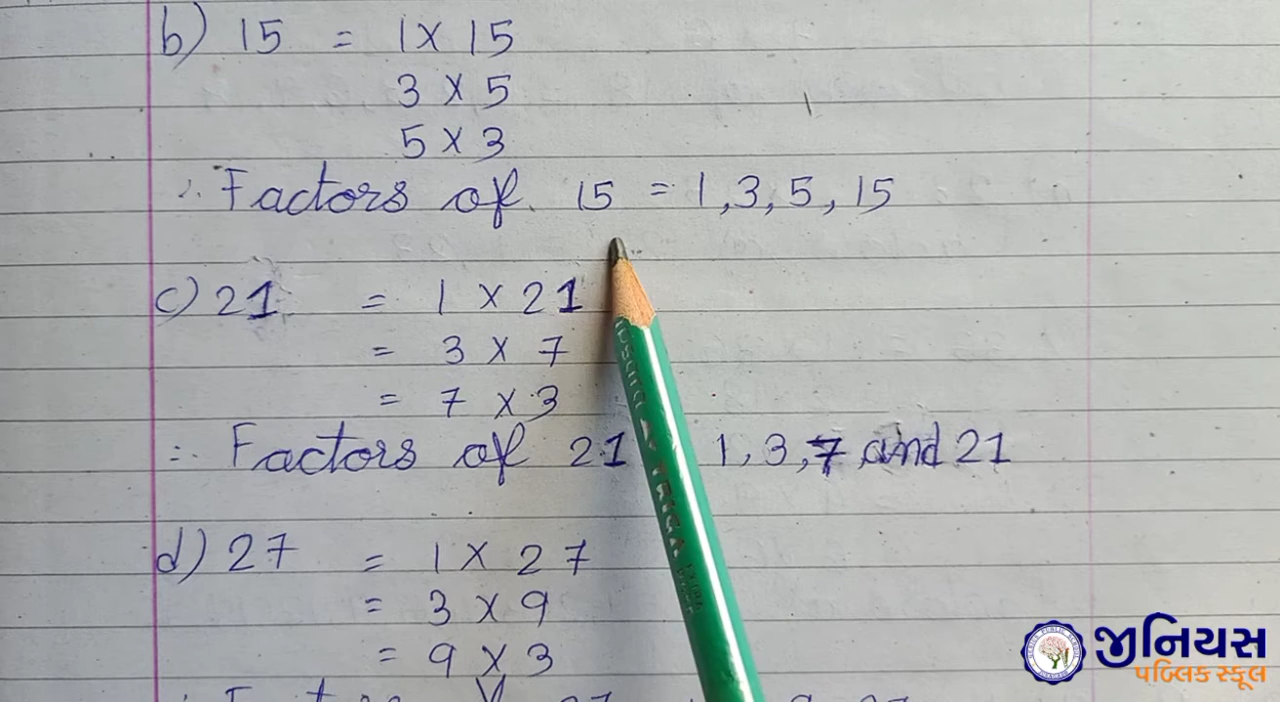 b) 15 = 1 X 15
3 X 5
5 X 3
∴ Factors of 15 = 1, 3, 5, 15
c) 21 = 1 X 21
= 3 X 7
= 7 X 3
∴ Factors of 21 1, 3, 7 and 21
d) 27 = 1 X 27
= 3 X 9
= 9 X 3
જીનિયસ
પબ્લિક સ્કૂલ